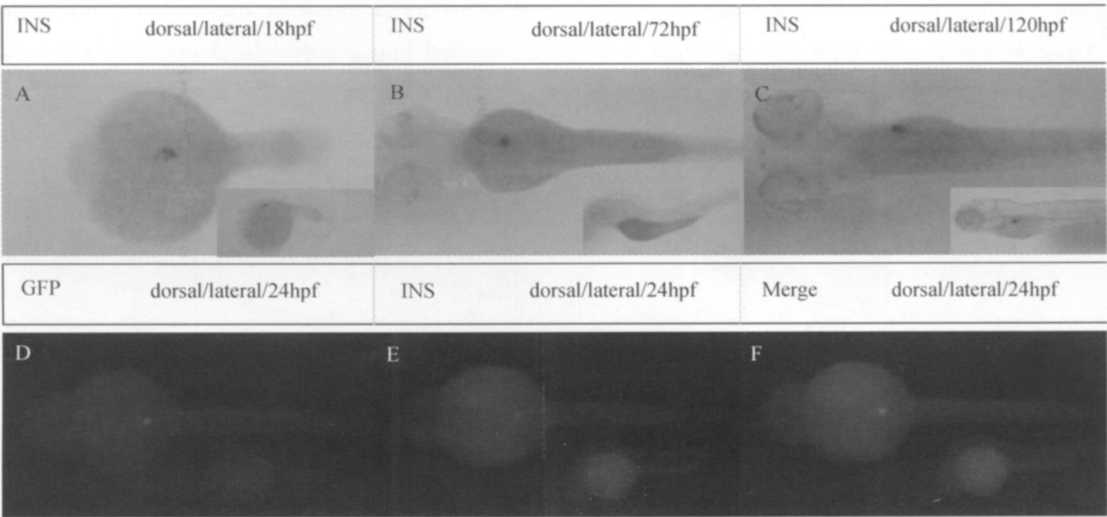 INS dorsal/lateral/18hpf INS dorsal/lateral/72hpf INS dorsal/lateral/120hpf
A B C
GFP dorsal/lateral/24hpf INS dorsal/lateral/24hpf Merge dorsal/lateral/24hpf
D E F